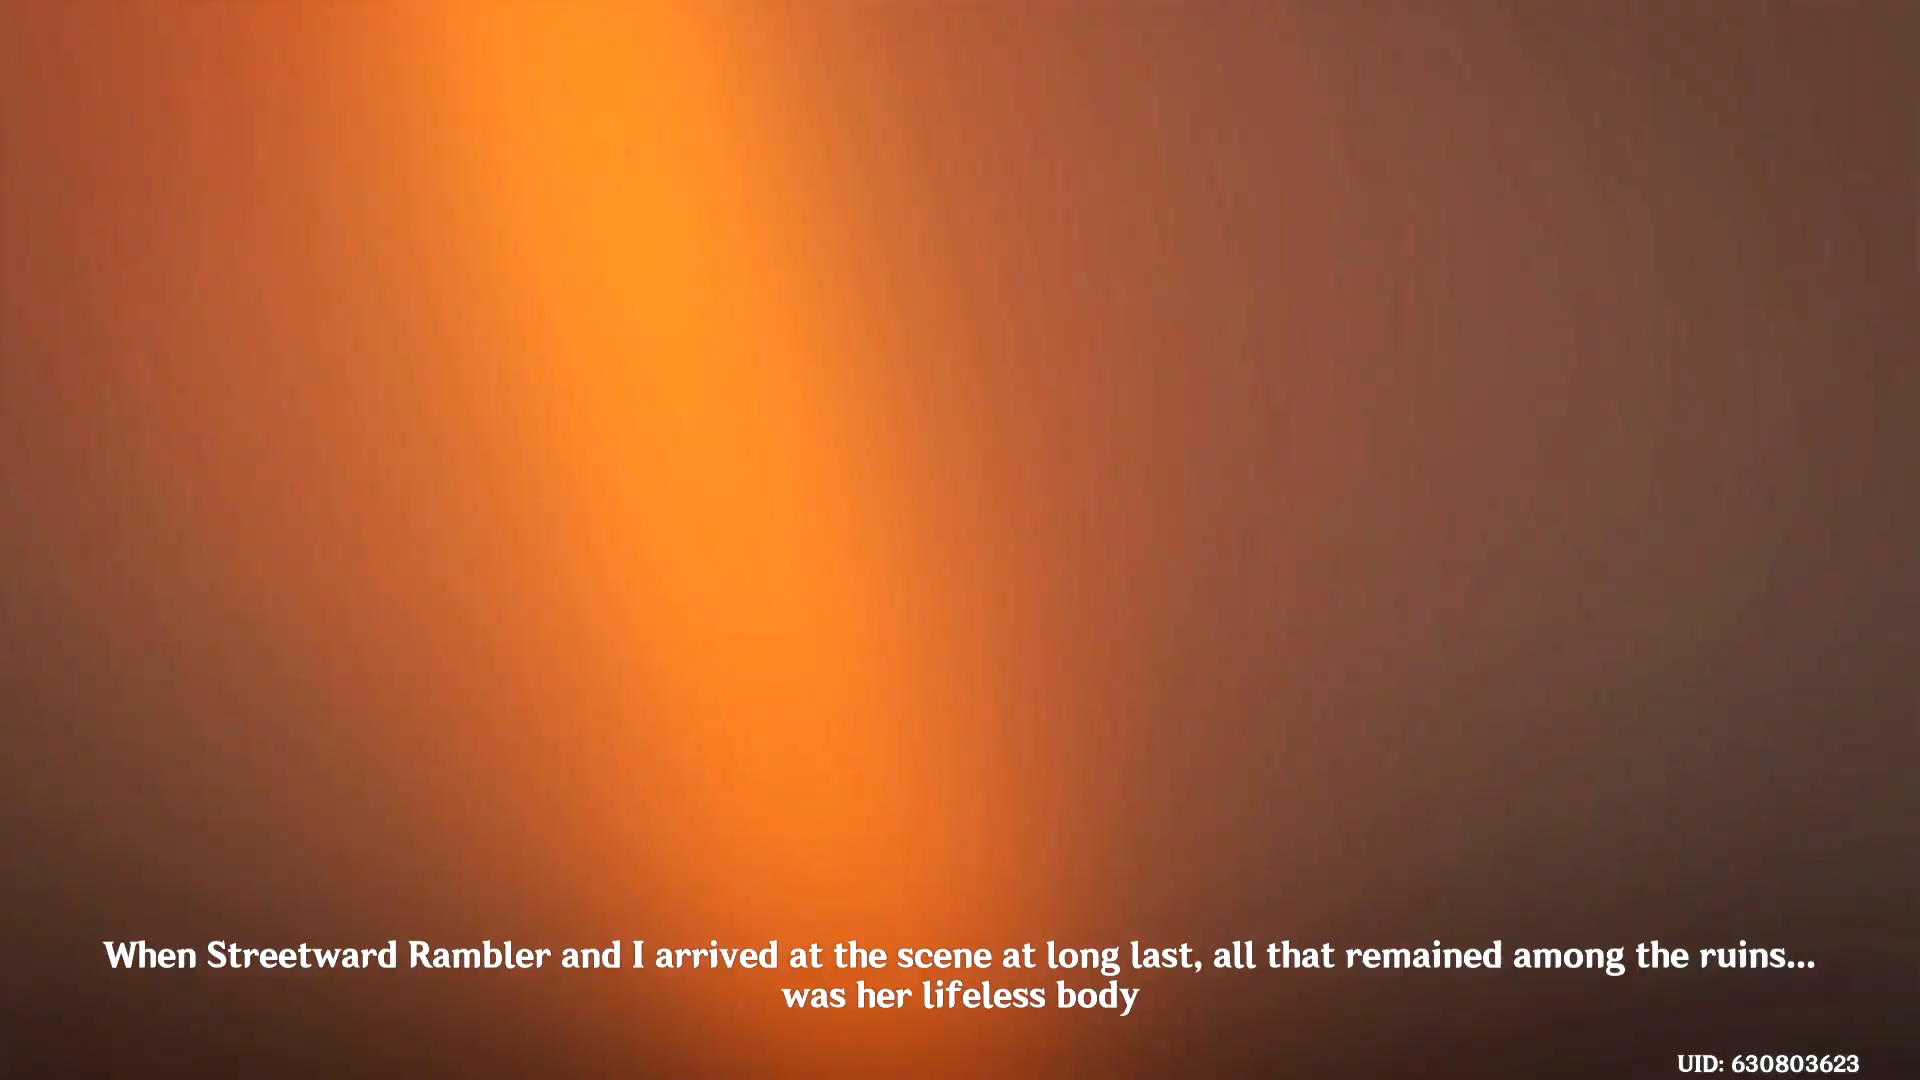 When Streetward Rambler and I arrived at the scene at long last, all that remained among the ruins...
was her lifeless body
UID: 630803623